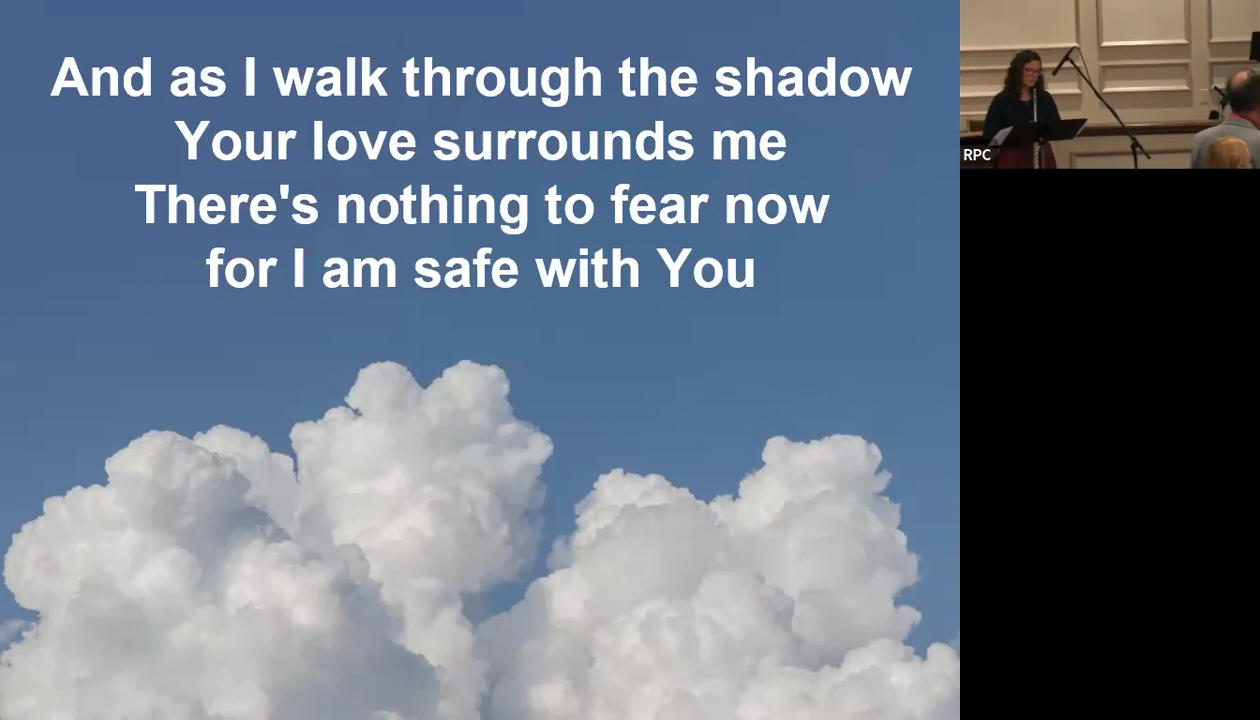 And as I walk through the shadow
Your love surrounds me
There's nothing to fear now
for I am safe with You
RPC